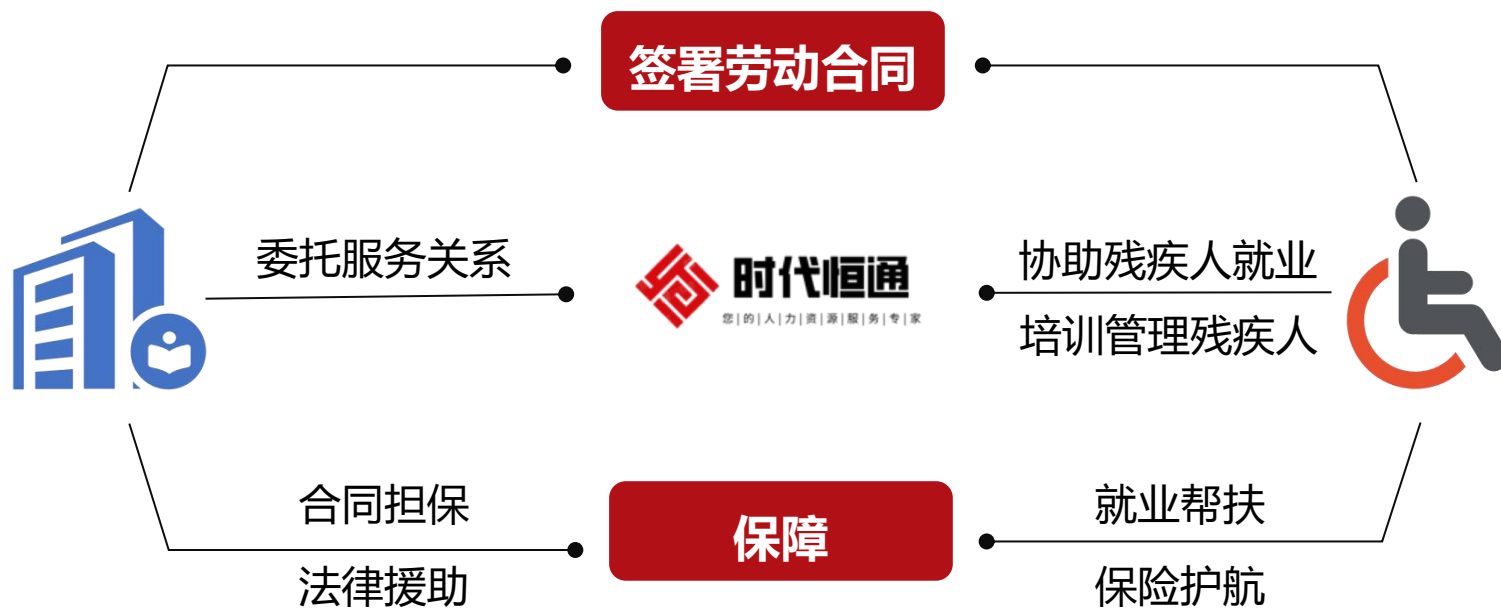 签署劳动合同
委托服务关系
时代恒通
您|的|人|力|资|源|服|务|专|家
协助残疾人就业
培训管理残疾人
合同担保
法律援助
保障
就业帮扶
保险护航